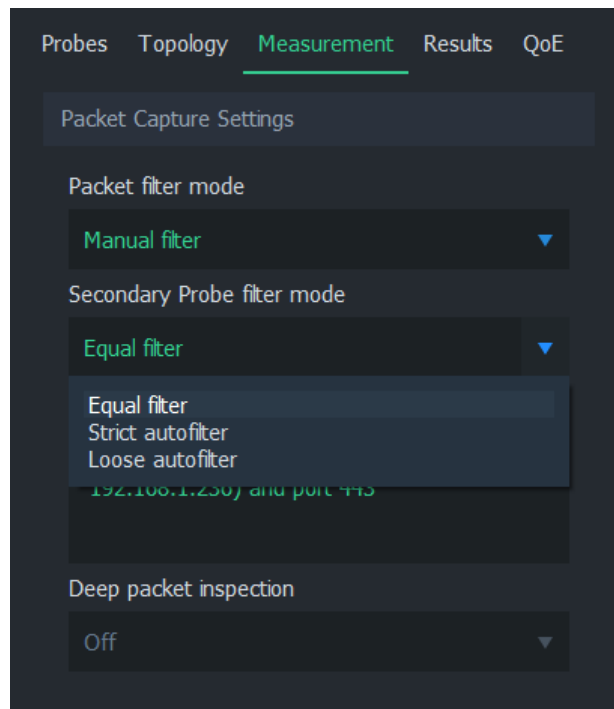 Probes Topology Measurement Results QoE
Packet Capture Settings
Packet filter mode
Manual filter
Secondary Probe filter mode
Equal filter
Equal filter
Strict autofilter
Loose autofilter
192.168.1.236) and port 443
Deep packet inspection
Off